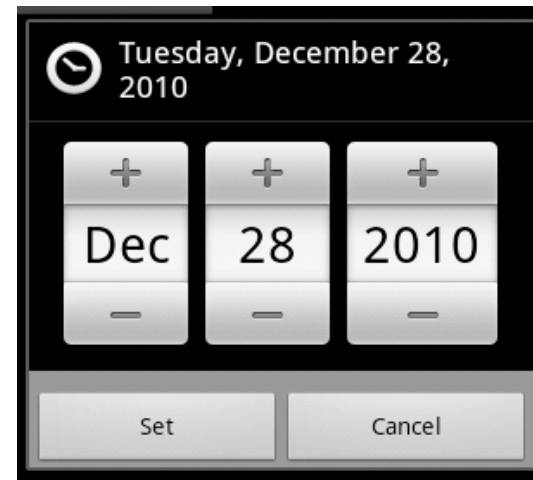 Tuesday, December 28,
2010
+ + +
Dec 28 2010
− − −
Set Cancel